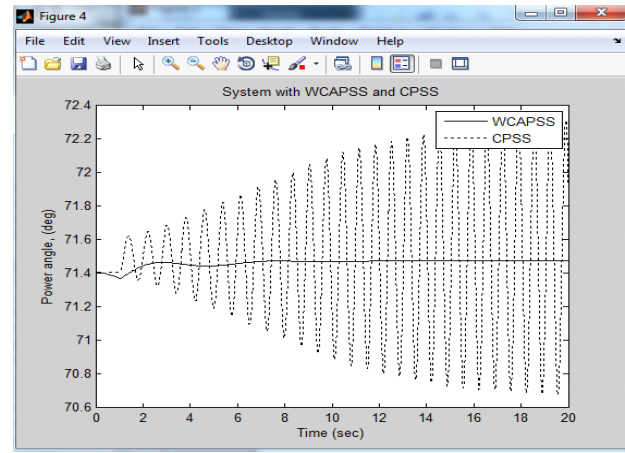 Figure 4
File Edit View Insert Tools Desktop Window Help
System with WCAPSS and CPSS
WCAPSS
CPSS
Power angle, (deg)
72.4
72.2
72
71.8
71.6
71.4
71.2
71
70.8
70.6
0 2 4 6 8 10 12 14 16 18 20
Time (sec)